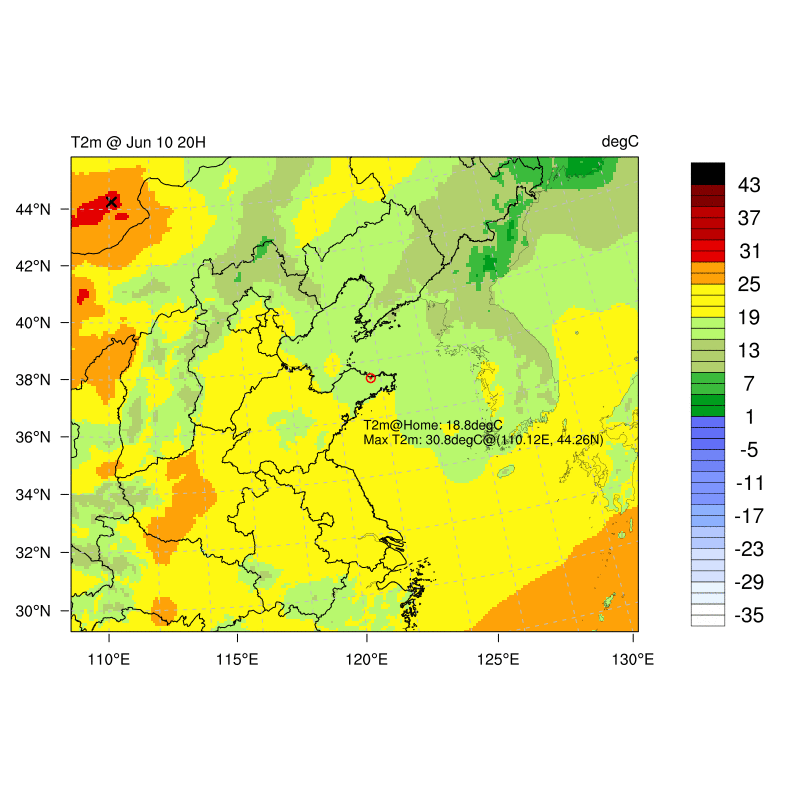 T2m @ Jun 10 20H
degC
44°N
42°N
40°N
38°N
36°N
34°N
32°N
30°N
110°E
115°E
120°E
125°E
130°E
T2m@Home: 18.8degC
Max T2m: 30.8degC@(110.12E, 44.26N)
43
37
31
25
19
13
7
1
-5
-11
-17
-23
-29
-35